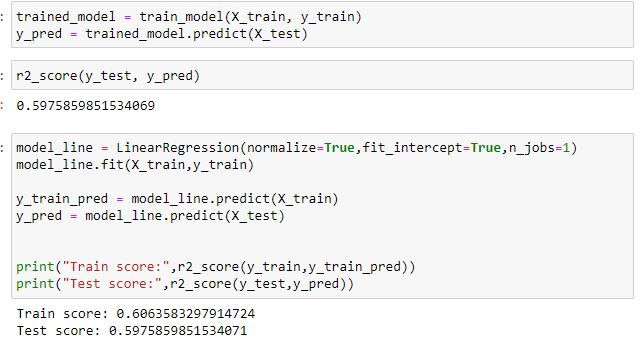 : trained_model = train_model(X_train, y_train)
y_pred = trained_model.predict(X_test)
: r2_score(y_test, y_pred)
: 0.5975859851534069
: model_line = LinearRegression(normalize=True,fit_intercept=True,n_jobs=1)
model_line.fit(X_train,y_train)
y_train_pred = model_line.predict(X_train)
y_pred = model_line.predict(X_test)
print("Train score:",r2_score(y_train,y_train_pred))
print("Test score:",r2_score(y_test,y_pred))
Train score: 0.6063583297914724
Test score: 0.5975859851534071